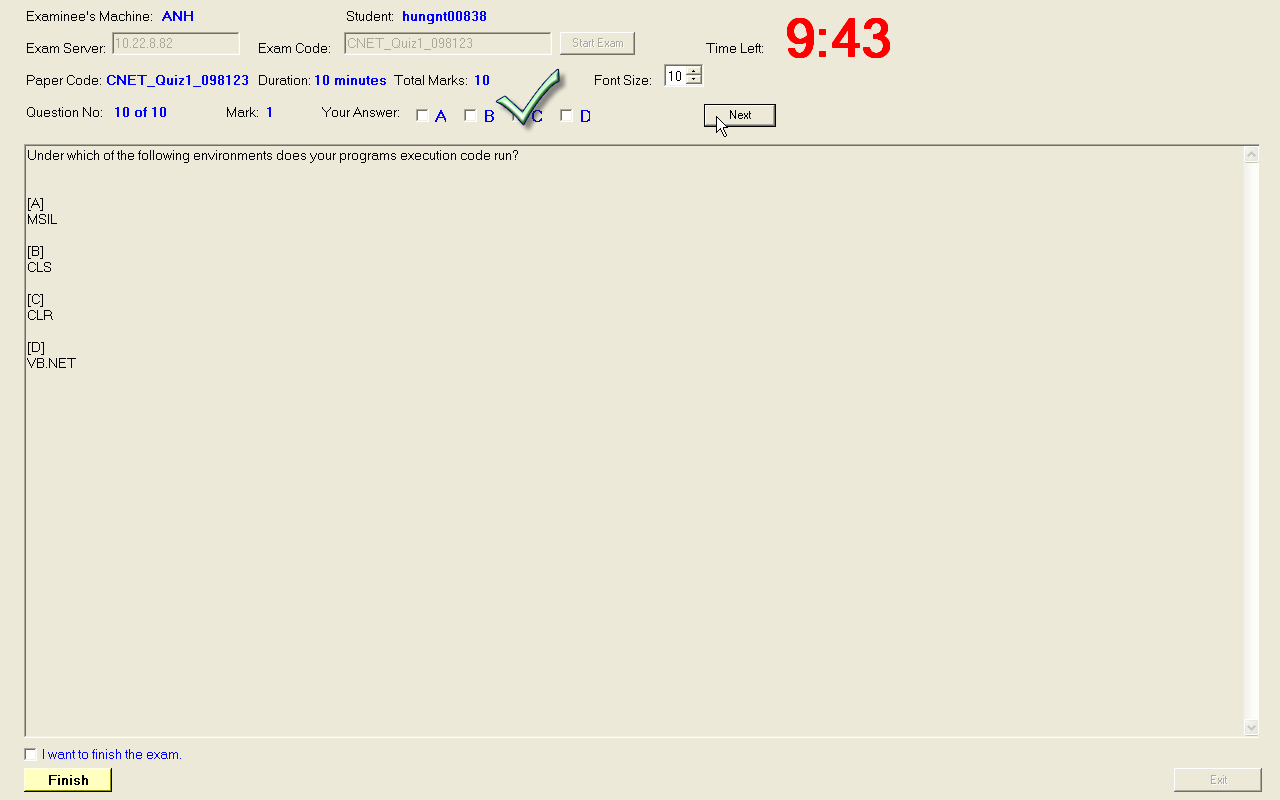 Examinee's Machine: ANH Student: hungnt00838
Exam Server: 10.22.8.82 Exam Code: CNET_Quiz1_098123 Start Exam Time Left: 9:43
Paper Code: CNET_Quiz1_098123 Duration: 10 minutes Total Marks: 10 Font Size: 10
Question No: 10 of 10 Mark: 1 Your Answer: A B C D Next
Under which of the following environments does your programs execution code run?
[A]
MSIL
[B]
CLS
[C]
CLR
[D]
VB.NET
I want to finish the exam.
Finish Exit